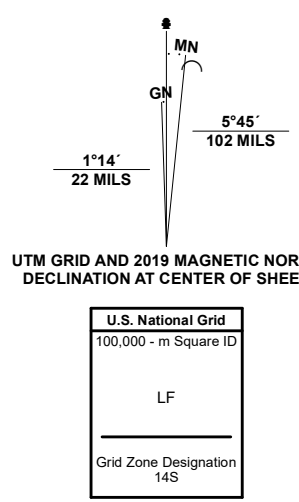 MN
GN
5°45´
102 MILS
1°14´
22 MILS
UTM GRID AND 2019 MAGNETIC NOR
DECLINATION AT CENTER OF SHEE
U.S. National Grid
100,000 - m Square ID
LF
Grid Zone Designation
14S